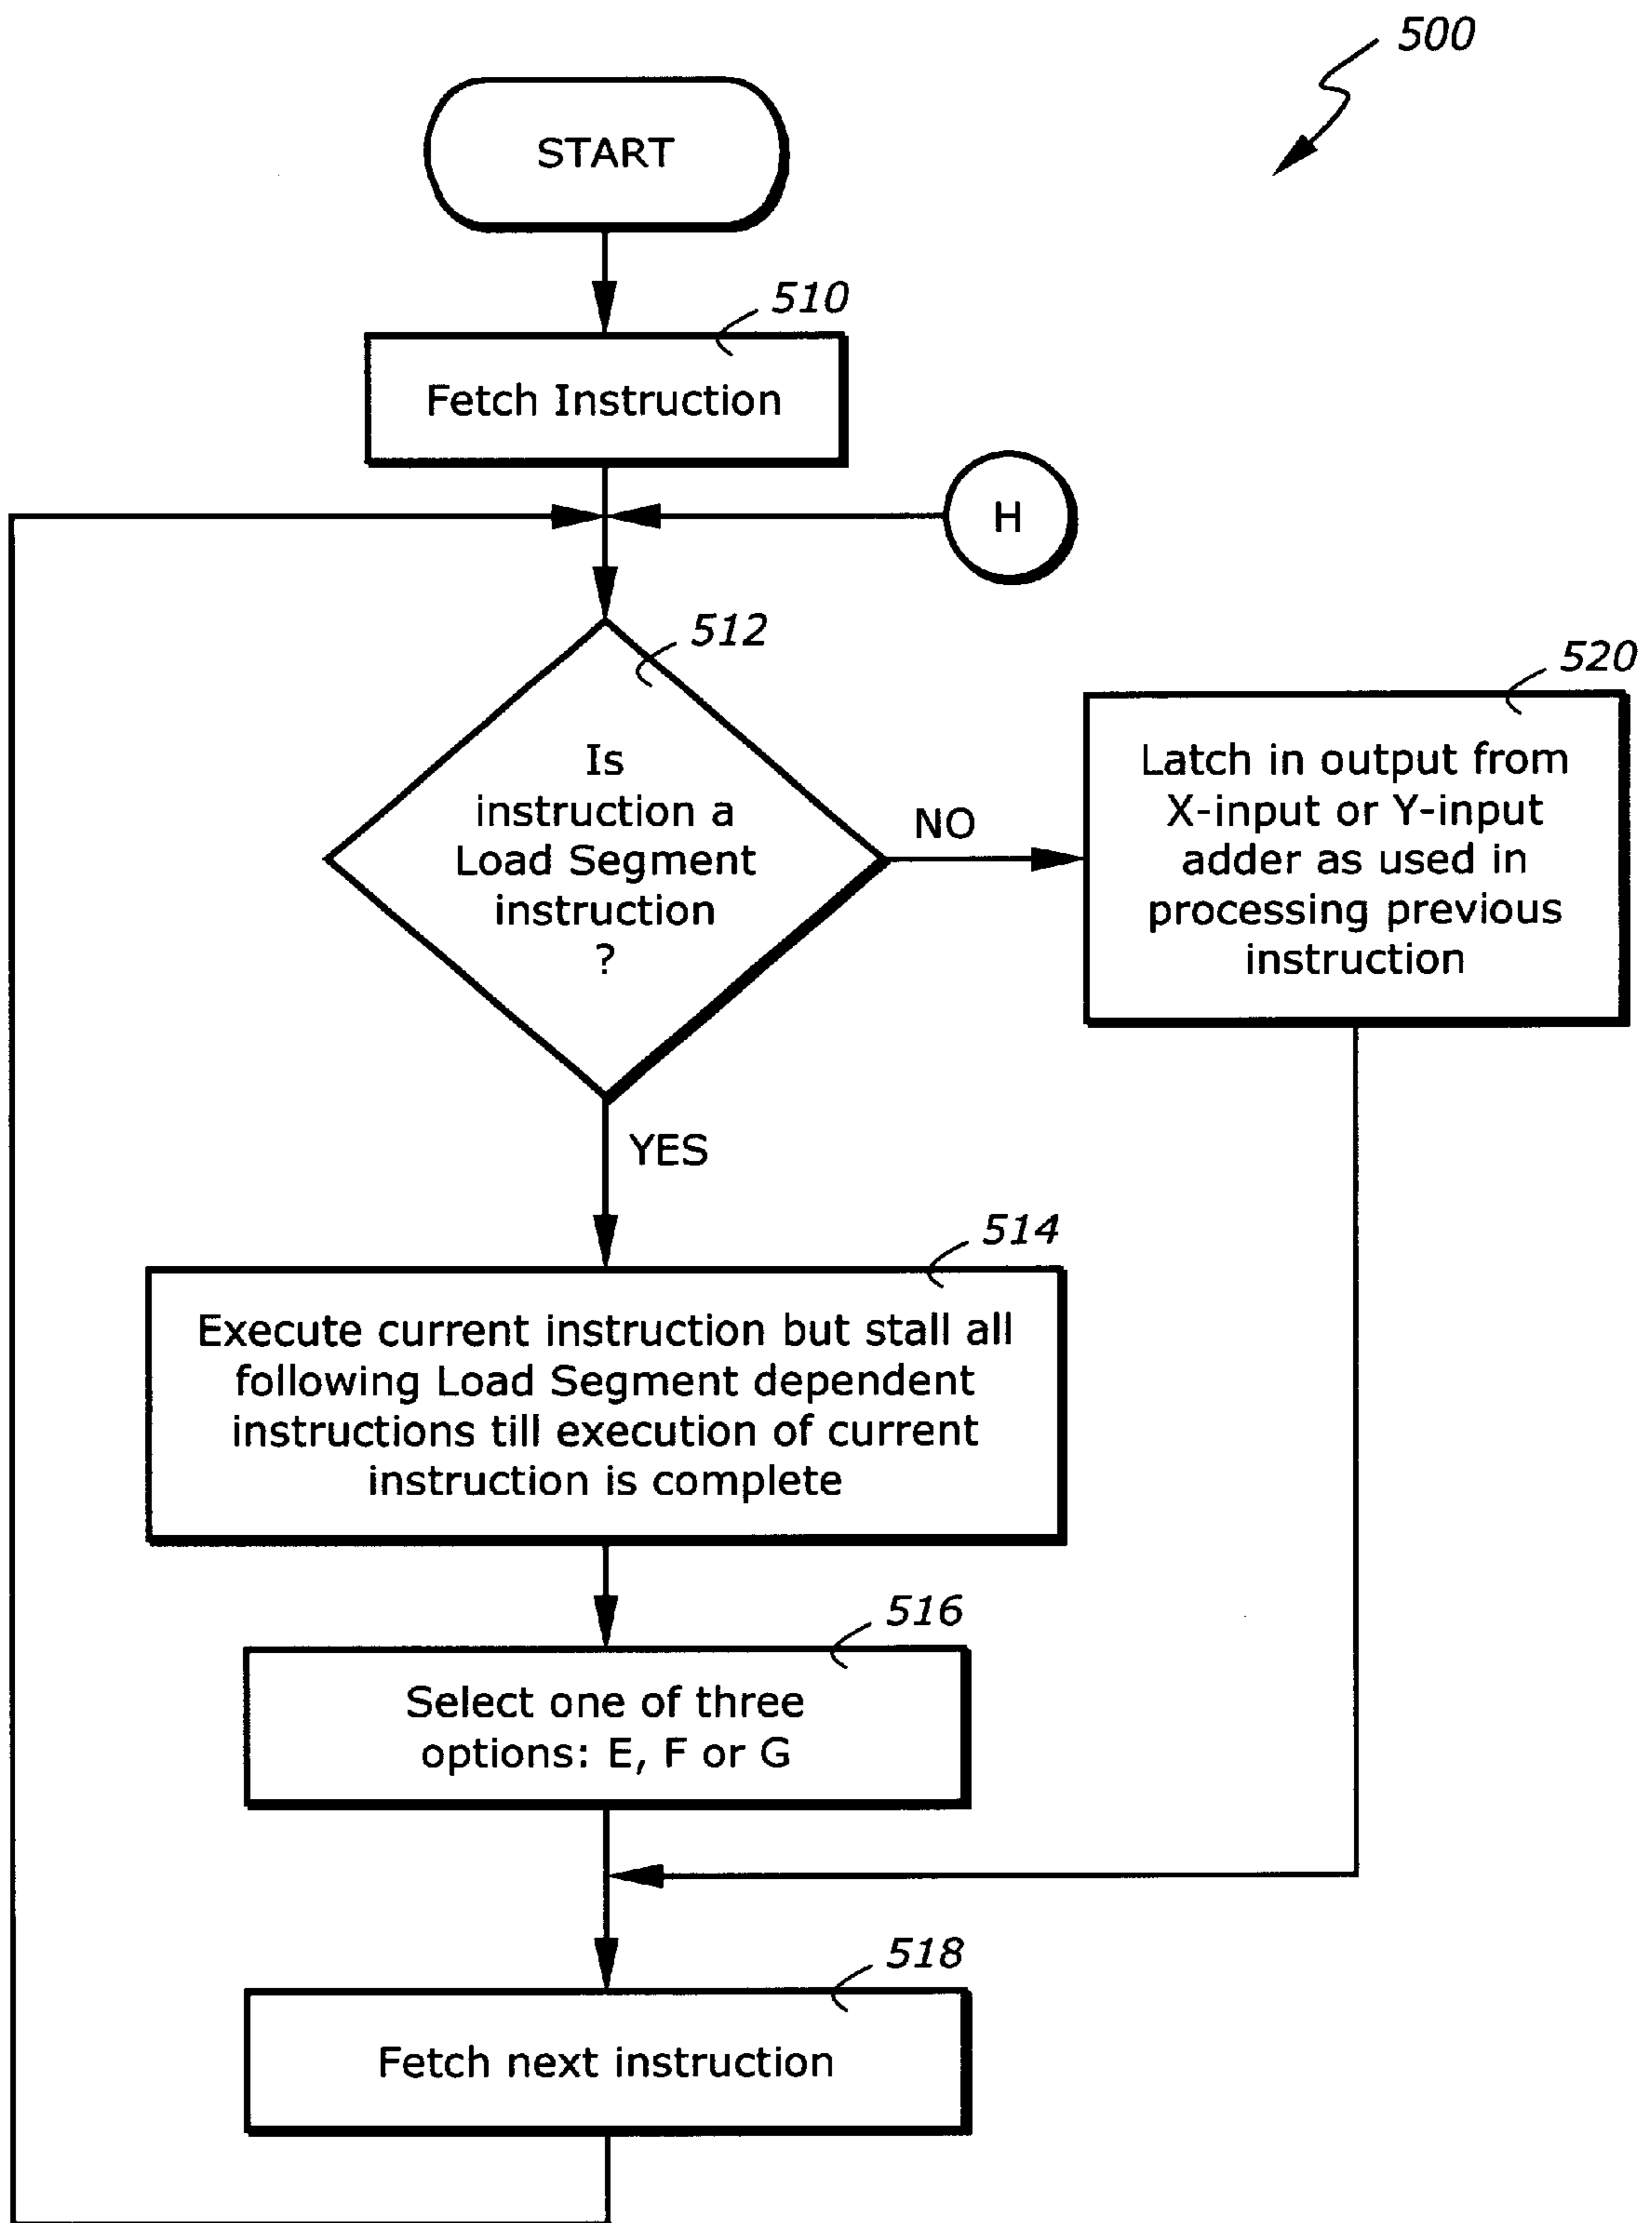 500
START
510
Fetch Instruction
H
512
Is
instruction a
Load Segment
instruction
?
NO
520
Latch in output from
X-input or Y-input
adder as used in
processing previous
instruction
YES
514
Execute current instruction but stall all
following Load Segment dependent
instructions till execution of current
instruction is complete
516
Select one of three
options: E, F or G
518
Fetch next instruction